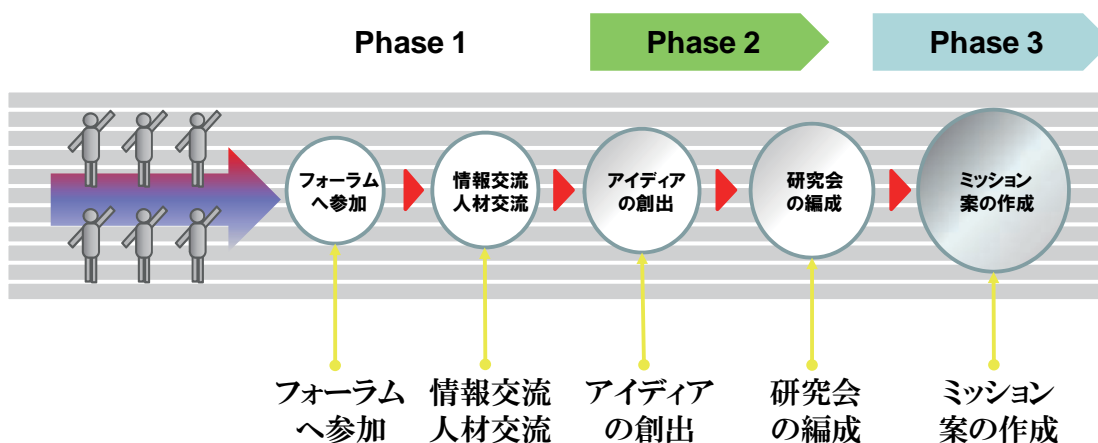 Phase 1
Phase 2
Phase 3
フォーラム
へ参加
情報交流
人材交流
アイディア
の創出
研究会
の編成
ミッション
案の作成
フォーラム
へ参加
情報交流
人材交流
アイディア
の創出
研究会
の編成
ミッション
案の作成